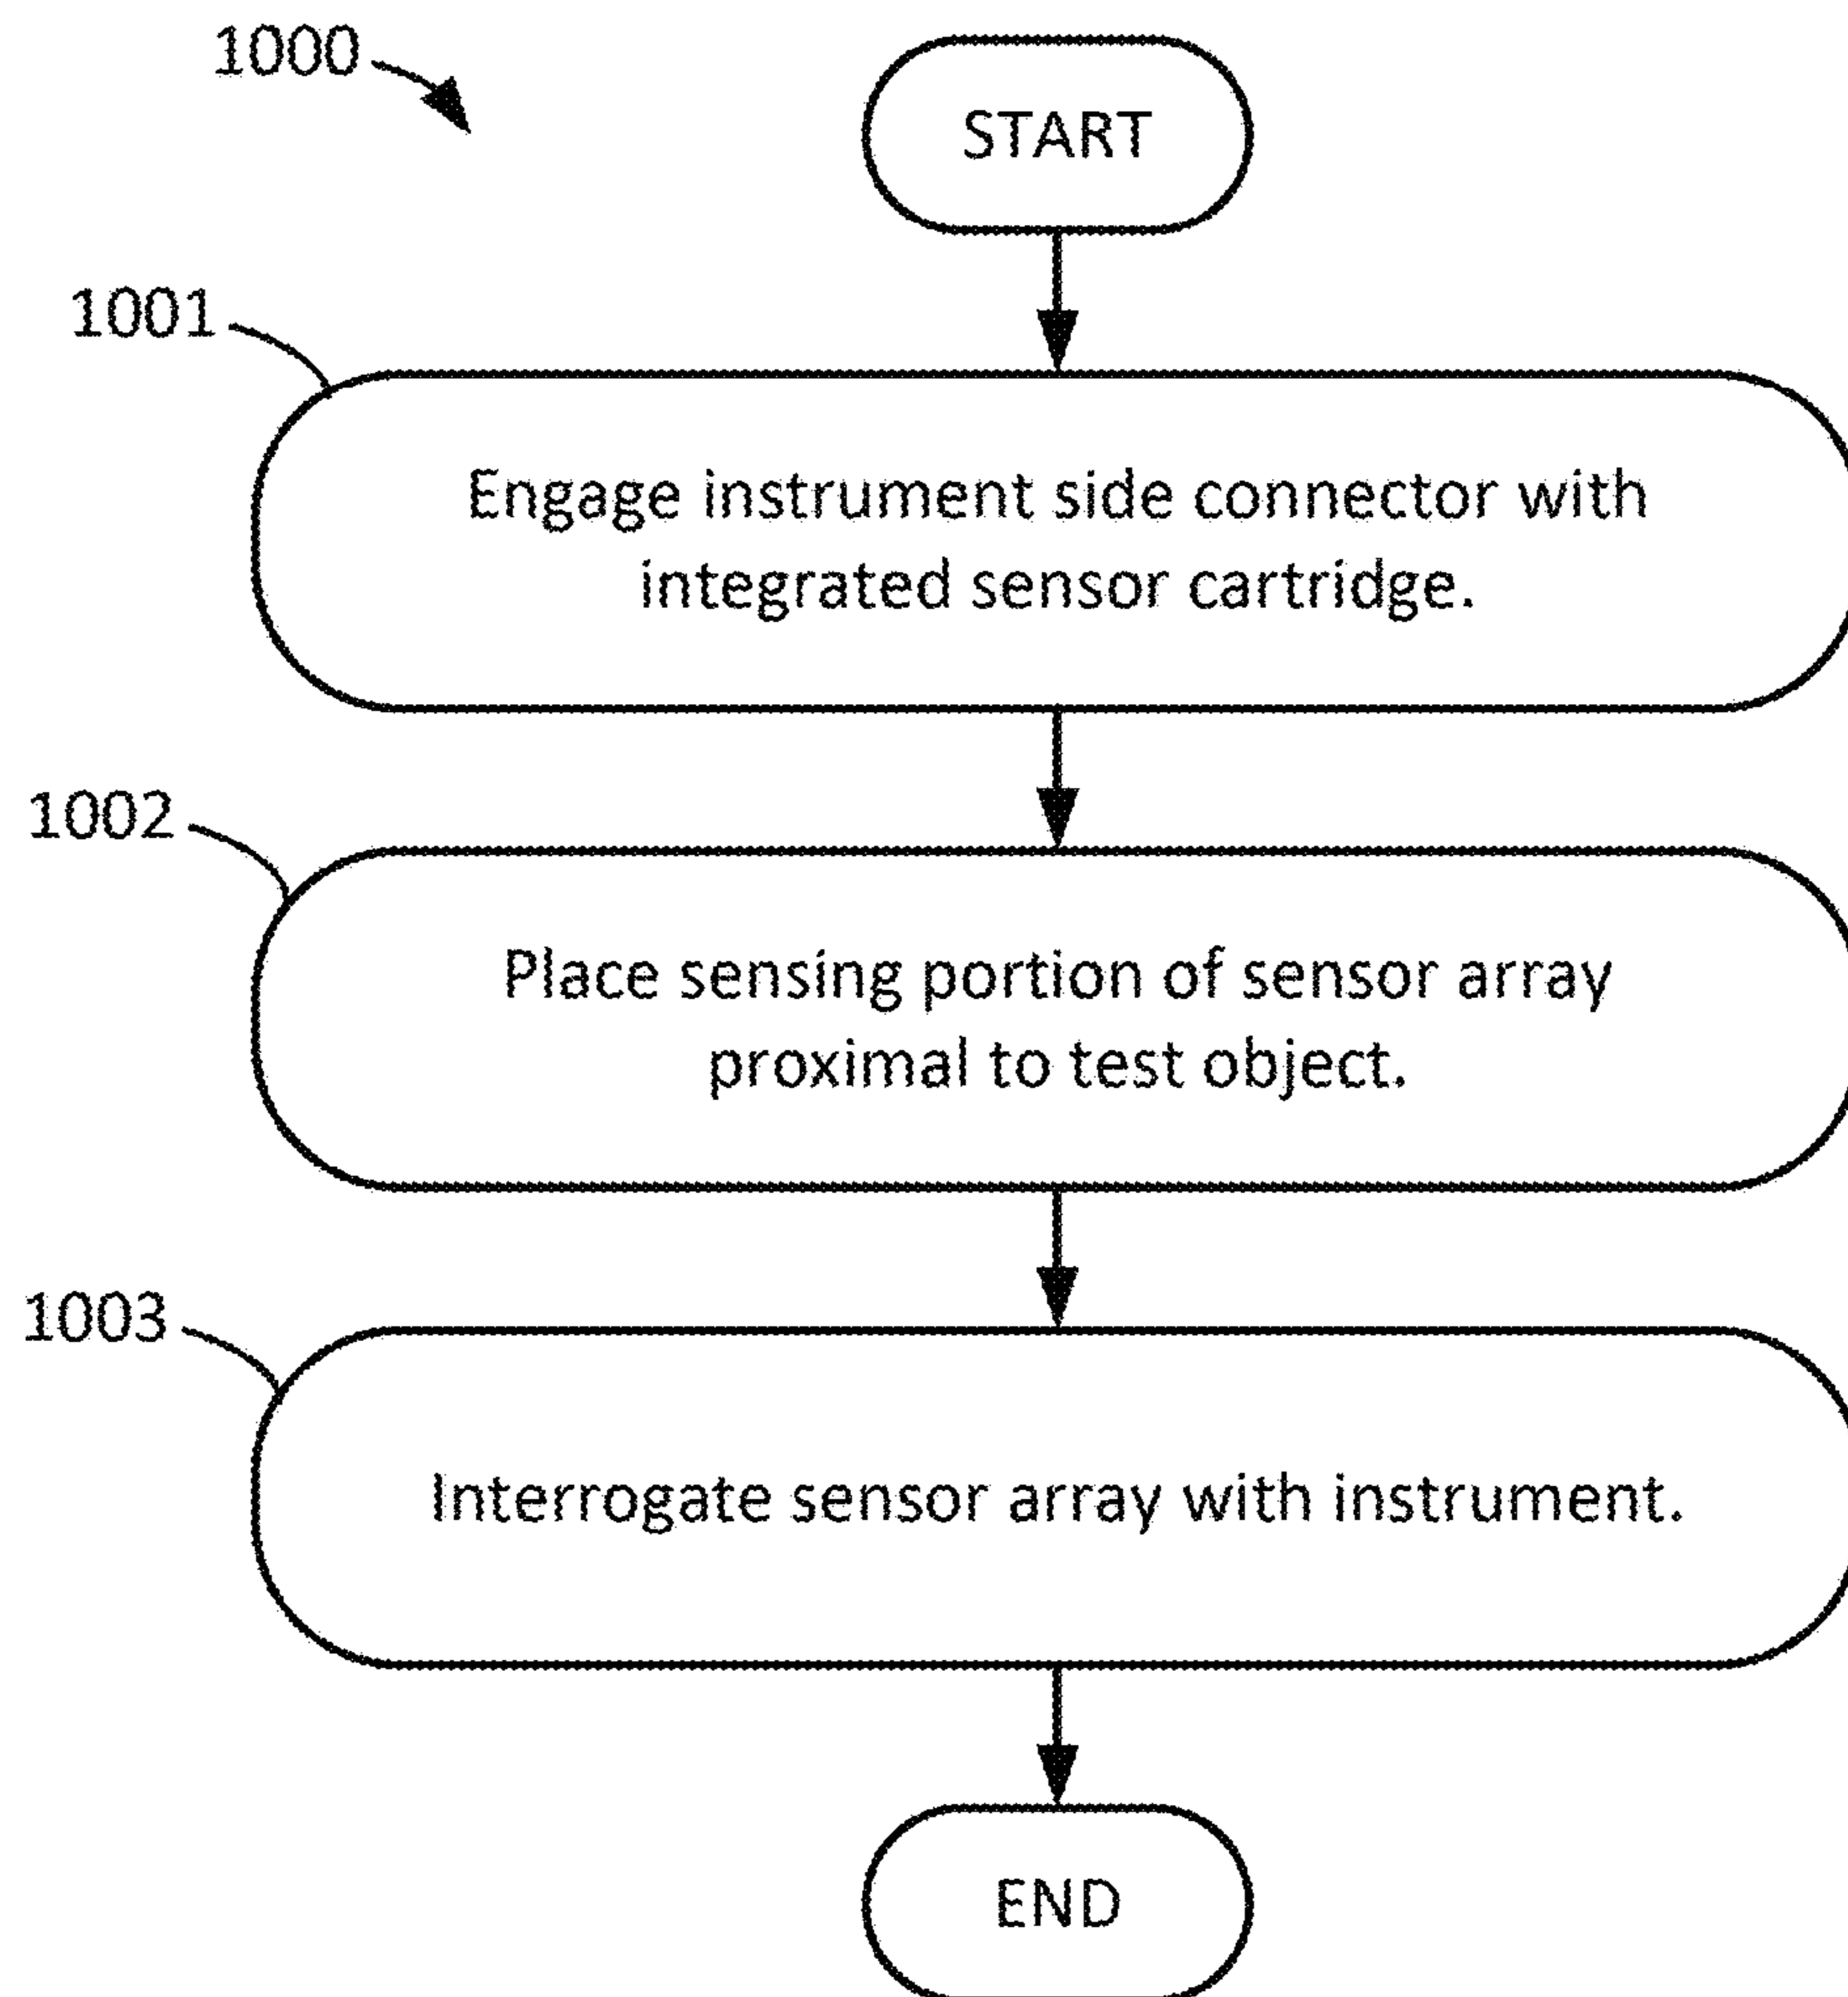 1000
START
1001
Engage instrument side connector with
integrated sensor cartridge.
1002
Place sensing portion of sensor array
proximal to test object.
1003
Interrogate sensor array with instrument.
END